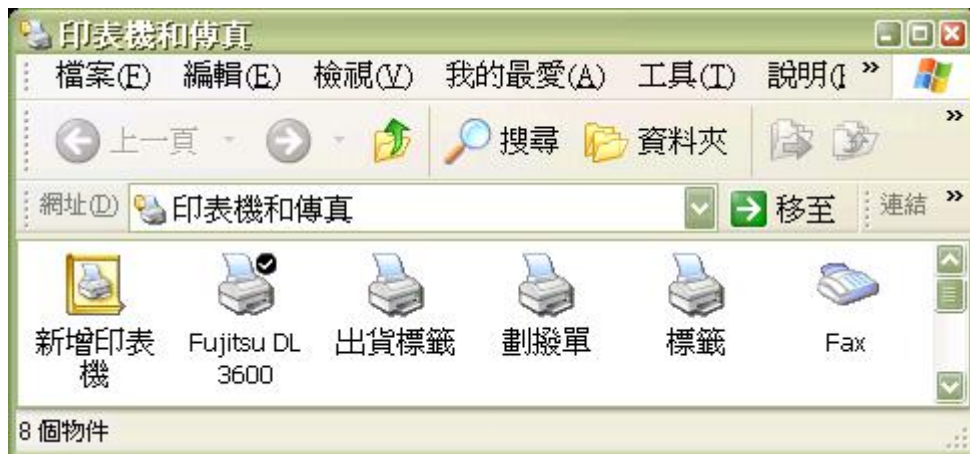 印表機和傳真
檔案(F) 編輯(E) 檢視(V) 我的最愛(A) 工具(T) 說明(
上一頁 搜尋 資料夾
網址(D) 印表機和傳真 移至 連結
新增印表機 Fujitsu DL 3600 出貨標籤 劃撥單 標籤 Fax
8 個物件